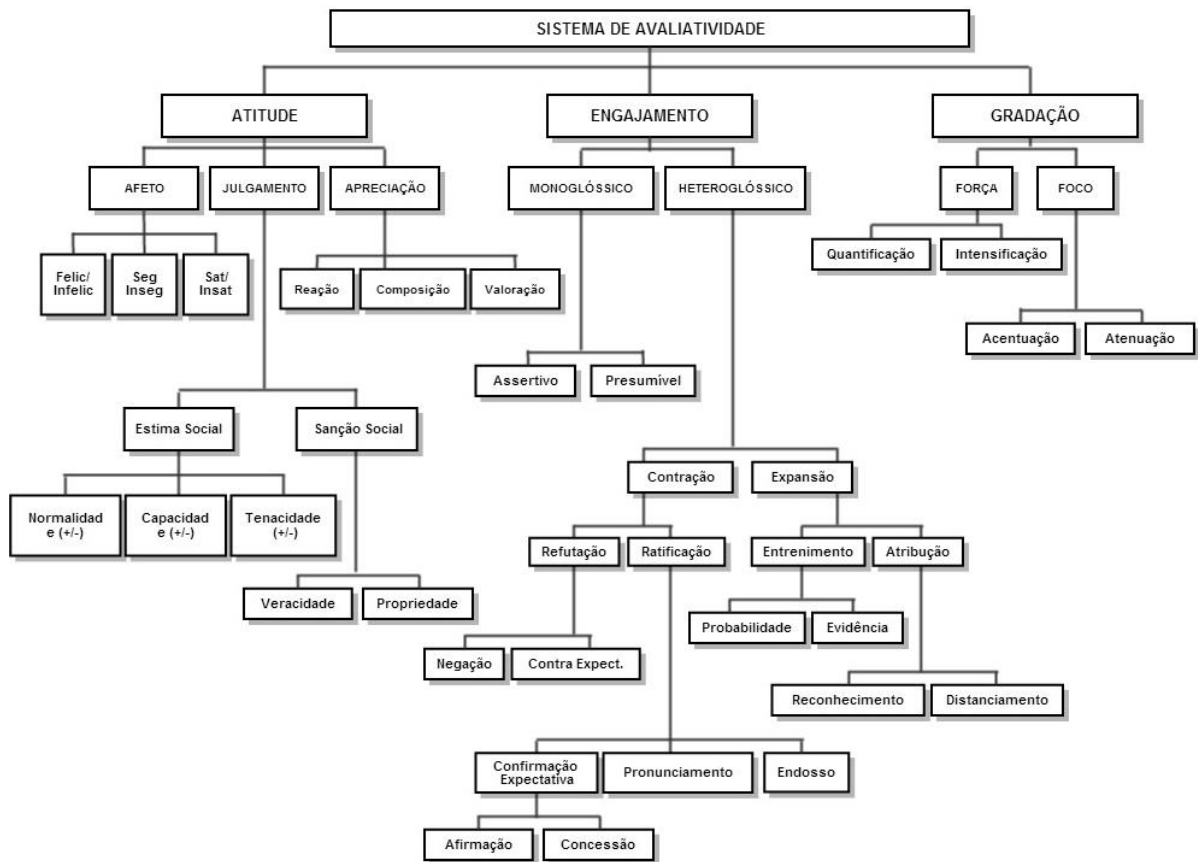 SISTEMA DE AVALIATIVIDADE
ATITUDE
ENGAJAMENTO
GRADAÇÃO
AFETO
JULGAMENTO
APRECIAÇÃO
MONOGLÓSSICO
HETEROGLÓSSICO
FORÇA
FOCO
Quantificação
Intensificação
Felic/
Infelic
Seg
Inseg
Sat/
Insat
Reação
Composição
Valoração
Acentuação
Atenuação
Assertivo
Presumível
Estima Social
Sanção Social
Contração
Expansão
Normalidad
e (+/-)
Capacidad
e (+/-)
Tenacidade
(+/-)
Refutação
Ratificação
Entrenimento
Atribução
Veracidade
Propriedade
Probabilidade
Evidência
Negação
Contra Expect.
Reconhecimento
Distanciamento
Confirmação
Expectativa
Pronunciamento
Endosso
Afirmação
Concessão